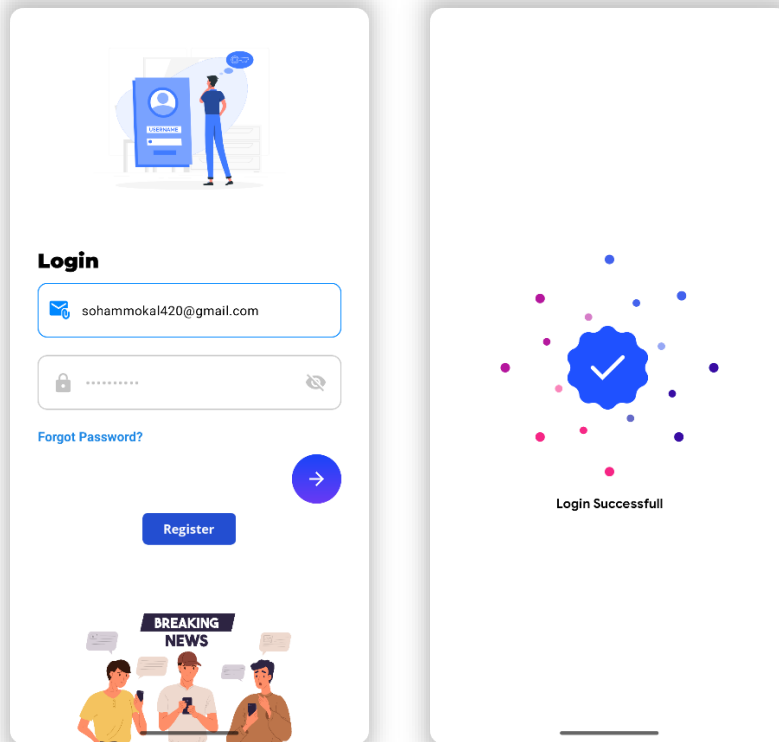 USERNAME
Login
sohammokal420@gmail.com
Forgot Password?
Register
BREAKING
NEWS
Login Successfull